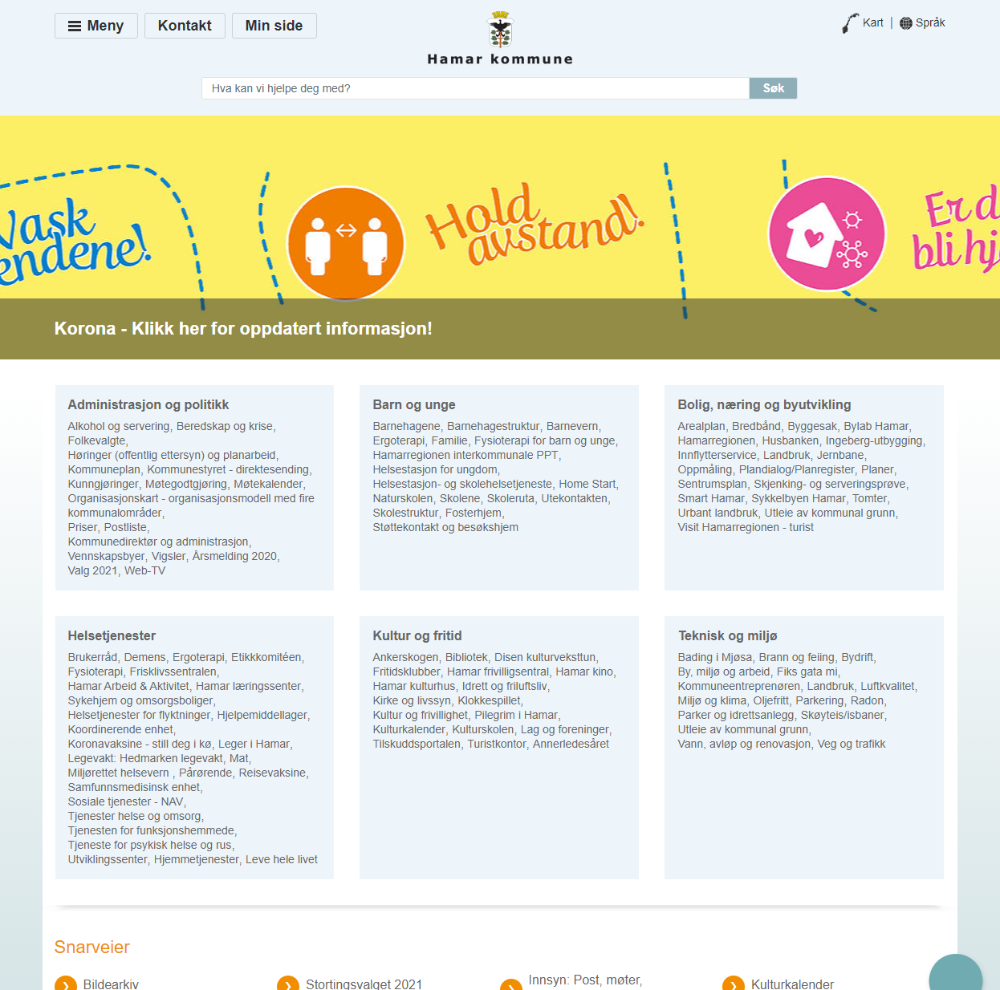 Meny
Kontakt
Min side
Hamar kommune
Kart | Språk
Hva kan vi hjelpe deg med?
Søk
Vask
endene!
Hold
avstand!
Er d
bli hj
Korona - Klikk her for oppdatert informasjon!
Administrasjon og politikk
Alkohol og servering, Beredskap og krise,
Folkevalgte,
Høringer (offentlig ettersyn) og planarbeid,
Kommuneplan, Kommunestyret - direktesending,
Kunngjøringer, Møtegodtgjøring, Møtekalender,
Organisasjonskart - organisasjonsmodell med fire
kommunalområder,
Priser, Postliste,
Kommunedirektør og administrasjon,
Vennskapsbyer, Vigsler, Årsmelding 2020,
Valg 2021, Web-TV
Barn og unge
Barnehagene, Barnehagestruktur, Barnevern,
Ergoterapi, Familie, Fysioterapi for barn og unge,
Hamarregionen interkommunale PPT,
Helsestasjon for ungdom,
Helsestasjon- og skolehelsetjeneste, Home Start,
Naturskolen, Skolene, Skoleruta, Utekontakten,
Skolestruktur, Fosterhjem,
Støttekontakt og besøkshjem
Bolig, næring og byutvikling
Arealplan, Bredbånd, Byggesak, Bylab Hamar,
Hamarregionen, Husbanken, Ingeberg-utbygging,
Innflytterservice, Landbruk, Jernbane,
Oppmåling, Plandialog/Planregister, Planer,
Sentrumsplan, Skjenking- og serveringsprøve,
Smart Hamar, Sykkelbyen Hamar, Tomter,
Urbant landbruk, Utleie av kommunal grunn,
Visit Hamarregionen - turist
Helsetjenester
Brukerråd, Demens, Ergoterapi, Etikkkomitéen,
Fysioterapi, Frisklivssentralen,
Hamar Arbeid & Aktivitet, Hamar læringssenter,
Sykehjem og omsorgsboliger,
Helsetjenester for flyktninger, Hjelpemiddellager,
Koordinerende enhet,
Koronavaksine - still deg i kø, Leger i Hamar,
Legevakt: Hedmarken legevakt, Mat,
Miljørettet helsevern , Pårørende, Reisevaksine,
Samfunnsmedisinsk enhet,
Sosiale tjenester - NAV,
Tjenester helse og omsorg,
Tjenesten for funksjonshemmede,
Tjeneste for psykisk helse og rus,
Utviklingssenter, Hjemmetjenester, Leve hele livet
Kultur og fritid
Ankerskogen, Bibliotek, Disen kulturveksttun,
Fritidsklubber, Hamar frivilligsentral, Hamar kino,
Hamar kulturhus, Idrett og friluftsliv,
Kirke og livssyn, Klokkespillet,
Kultur og frivillighet, Pilegrim i Hamar,
Kulturkalender, Kulturskolen, Lag og foreninger,
Tilskuddsportalen, Turistkontor, Annerledesåret
Teknisk og miljø
Bading i Mjøsa, Brann og feiing, Bydrift,
By, miljø og arbeid, Fiks gata mi,
Kommuneentreprenøren, Landbruk, Luftkvalitet,
Miljø og klima, Oljefritt, Parkering, Radon,
Parker og idrettsanlegg, Skøyteis/isbaner,
Utleie av kommunal grunn,
Vann, avløp og renovasjon, Veg og trafikk
Snarveier
Bildearkiv
Stortingsvalget 2021
Innsyn: Post, møter,
Kulturkalender